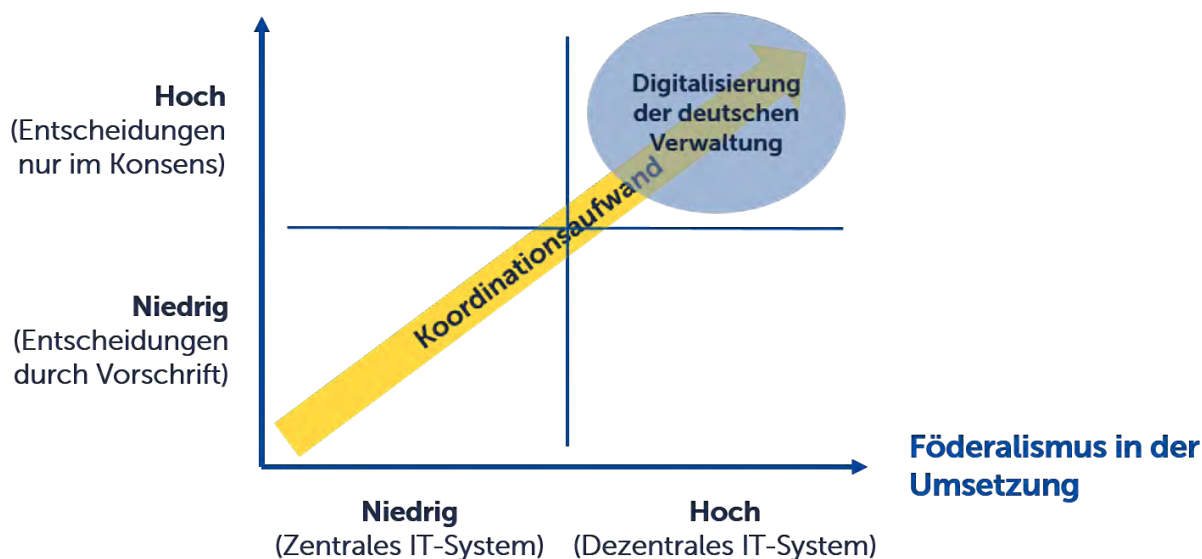 Hoch
(Entscheidungen
nur im Konsens)
Digitalisierung
der deutschen
Verwaltung
Koordinationsaufwand
Niedrig
(Entscheidungen
durch Vorschrift)
Föderalismus in der
Umsetzung
Niedrig
(Zentrales IT-System)
Hoch
(Dezentrales IT-System)